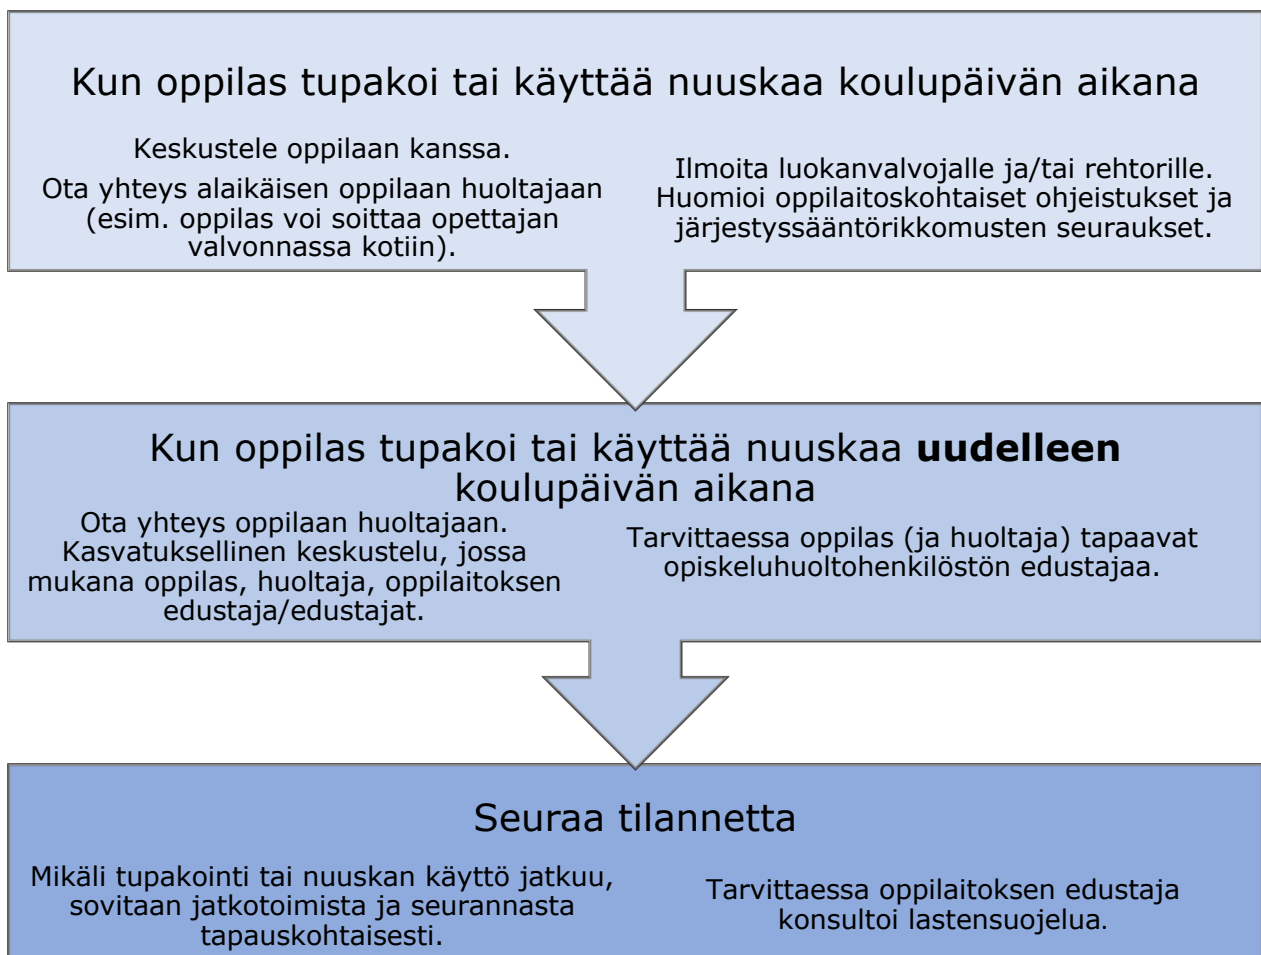 Kun oppilas tupakoi tai käyttää nuuskaa koulupäivän aikana
Keskustele oppilaan kanssa.
Ota yhteys alaikäisen oppilaan huoltajaan
(esim. oppilas voi soittaa opettajan
valvonnassa kotiin).
Ilmoita luokanvalvojalle ja/tai rehtorille.
Huomioi oppilaitoskohtaiset ohjeistukset ja
järjestyssääntörikkomusten seuraukset.
Kun oppilas tupakoi tai käyttää nuuskaa uudelleen
koulupäivän aikana
Ota yhteys oppilaan huoltajaan.
Kasvatuksellinen keskustelu, jossa
mukana oppilas, huoltaja, oppilaitoksen
edustaja/edustajat.
Tarvittaessa oppilas (ja huoltaja) tapaavat
opiskeluhuoltohenkilöstön edustajaa.
Seuraa tilannetta
Mikäli tupakointi tai nuuskan käyttö jatkuu,
sovitaan jatkotoimista ja seurannasta
tapauskohtaisesti.
Tarvittaessa oppilaitoksen edustaja
konsultoi lastensuojelua.